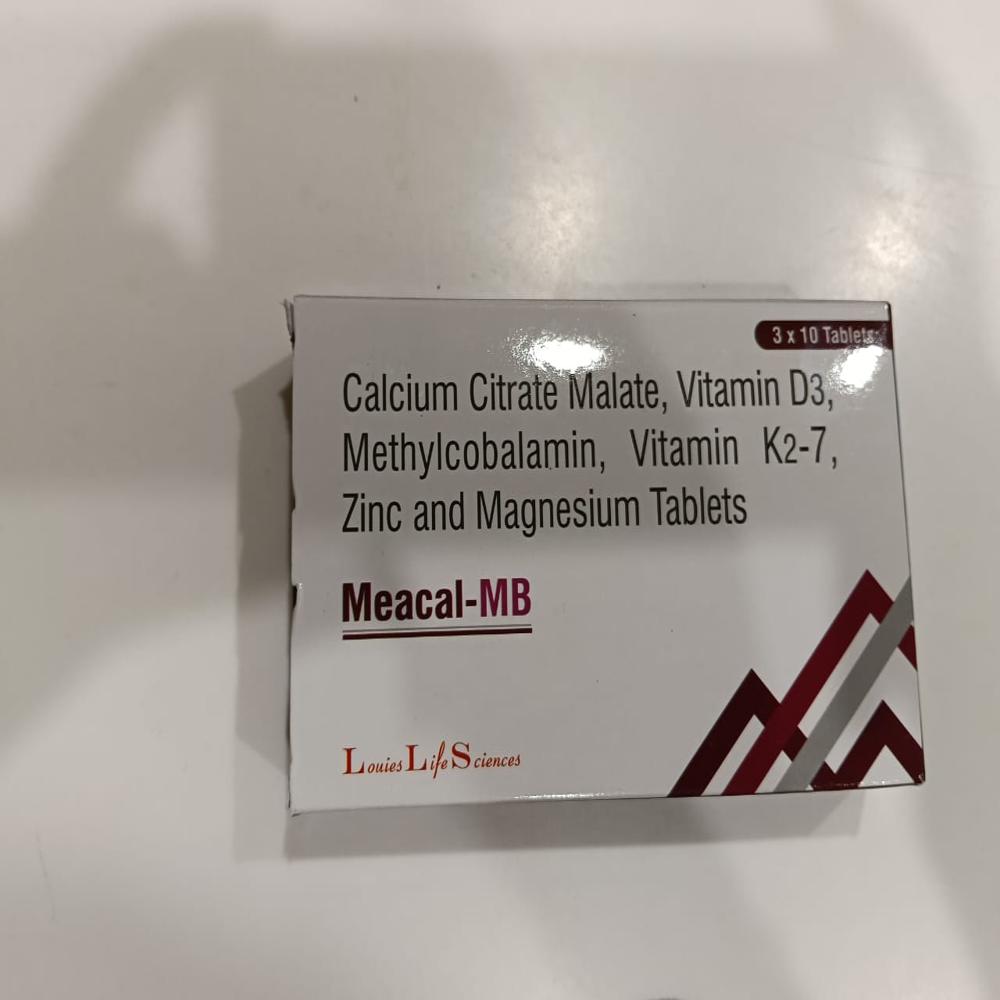 3 x 10 Tablets
Calcium Citrate Malate, Vitamin D3,
Methylcobalamin, Vitamin K2-7,
Zinc and Magnesium Tablets
Meacal-MB
Louies Life Sciences